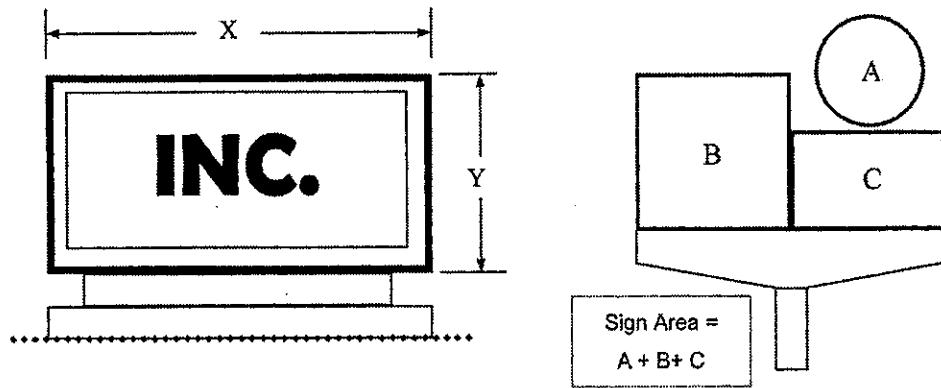 X
INC.
Y
A
B
C
Sign Area =
A + B+ C